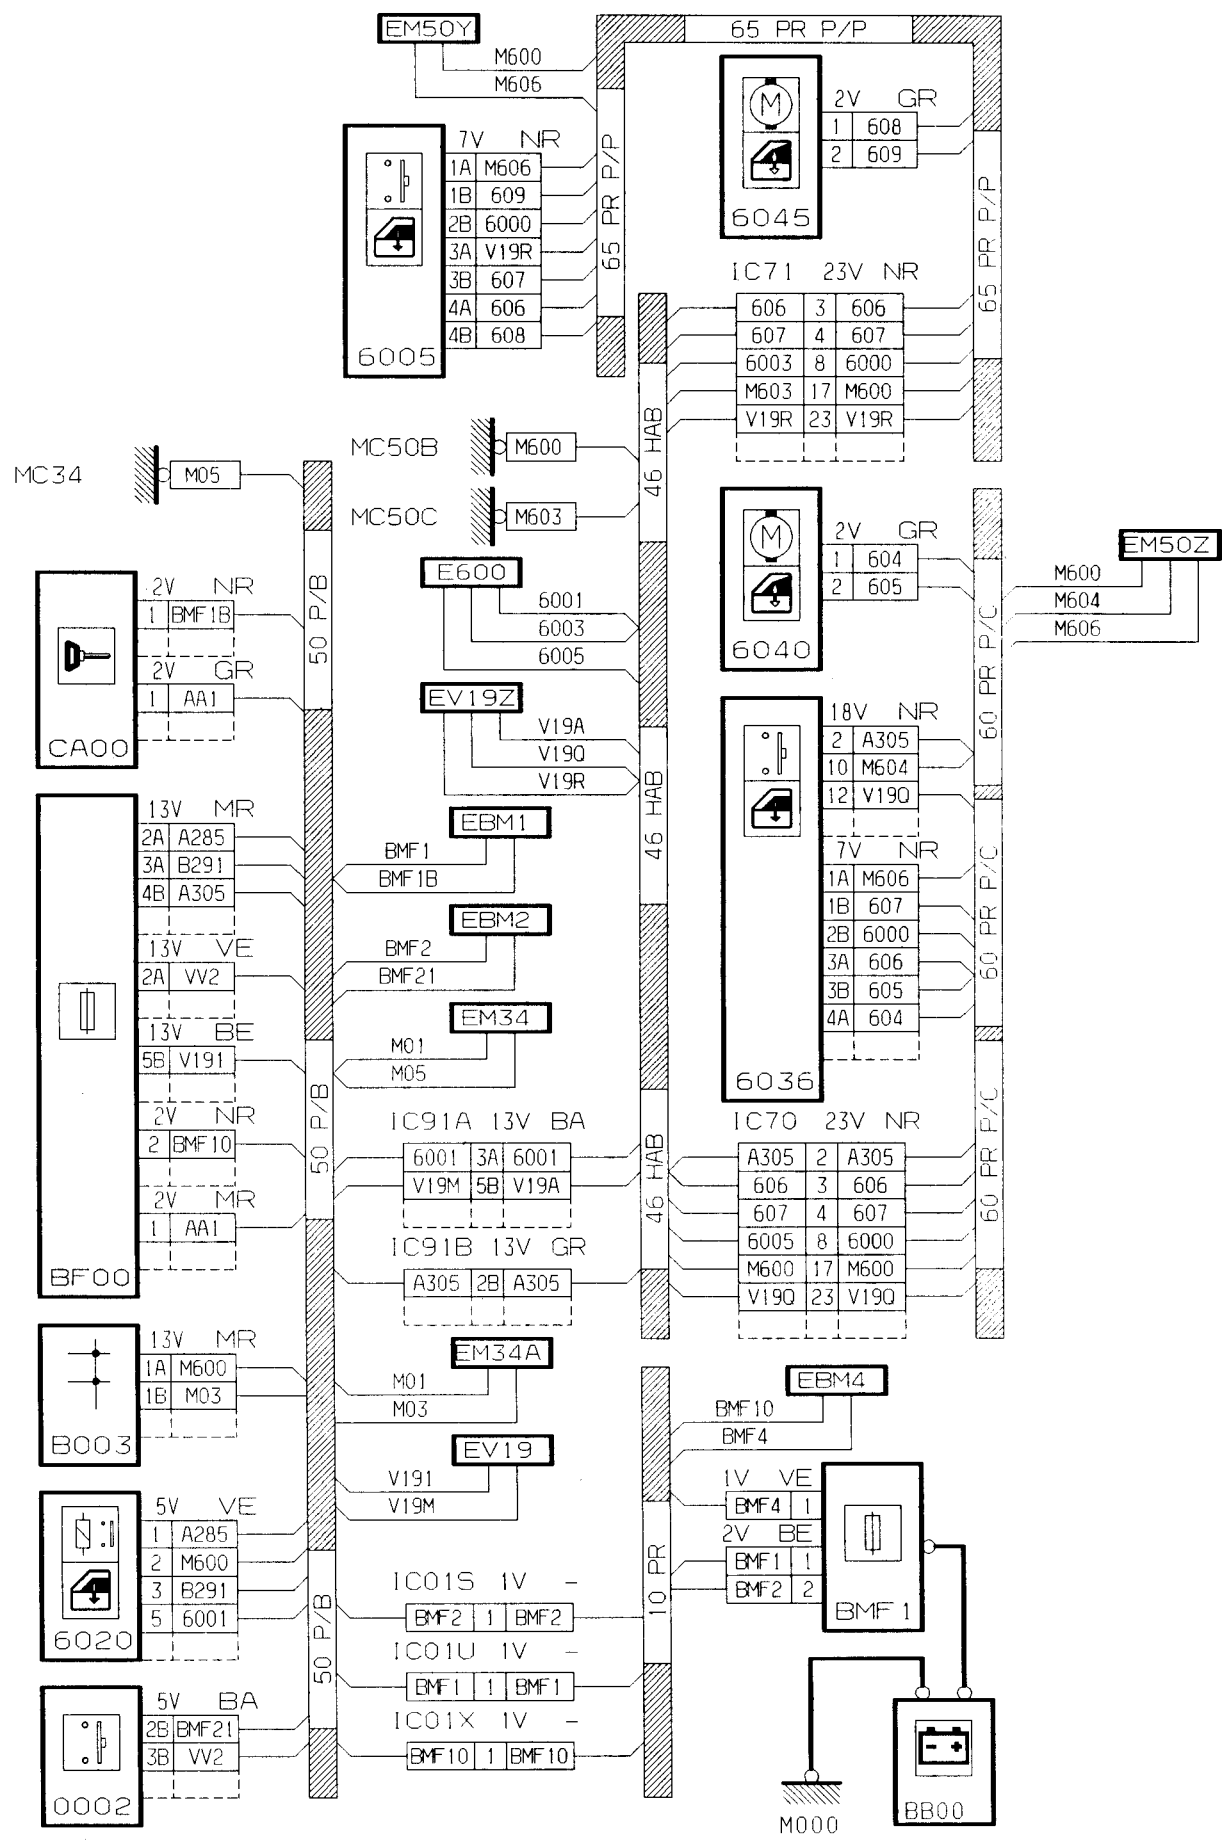 EM50Y
M600
M606
65 PR P/P
7V NR
1A M606
1B 609
2B 6000
3A V19R
3B 607
4A 606
4B 608
6005
65 PR P/P
2V GR
1 608
2 609
6045
65 PR P/P
IC71 23V NR
606 3 606
607 4 607
6003 8 6000
M603 17 M600
V19R 23 V19R
MC34
M05
MC50B
M600
MC50C
M603
46 HAB
50 P/B
E600
6001
6003
6005
EV19Z
V19A
V19Q
V19R
46 HAB
2V GR
1 604
2 605
6040
EM50Z
M600
M604
M606
60 PR P/C
18V NR
2 A305
10 M604
12 V19Q
7V NR
1A M606
1B 607
2B 6000
3A 606
3B 605
4A 604
6036
60 PR P/C
2V NR
1 BMF1B
2V GR
1 AA1
CA00
13V MR
2A A285
3A B291
4B A305
13V VE
2A VV2
13V BE
5B V191
2V NR
2 BMF10
2V MR
1 AA1
BF00
EBM1
BMF1
BMF1B
EBM2
BMF2
BMF21
EM34
M01
M05
50 P/B
IC91A 13V BA
6001 3A 6001
V19M 5B V19A
IC91B 13V GR
A305 2B A305
46 HAB
IC70 23V NR
A305 2 A305
606 3 606
607 4 607
6005 8 6000
M600 17 M600
V19Q 23 V19Q
60 PR P/C
13V MR
1A M600
1B M03
B003
EM34A
M01
M03
EV19
V191
V19M
5V VE
1 A285
2 M600
3 B291
5 6001
6020
5V BA
2B BMF21
3B VV2
0002
50 P/B
IC01S 1V -
BMF2 1 BMF2
IC01U 1V -
BMF1 1 BMF1
IC01X 1V -
BMF10 1 BMF10
10 PR
EBM4
BMF10
BMF4
1V VE
BMF4 1
2V BE
BMF1 1
BMF2 2
BMF1
M
M
M000
- +
BB00